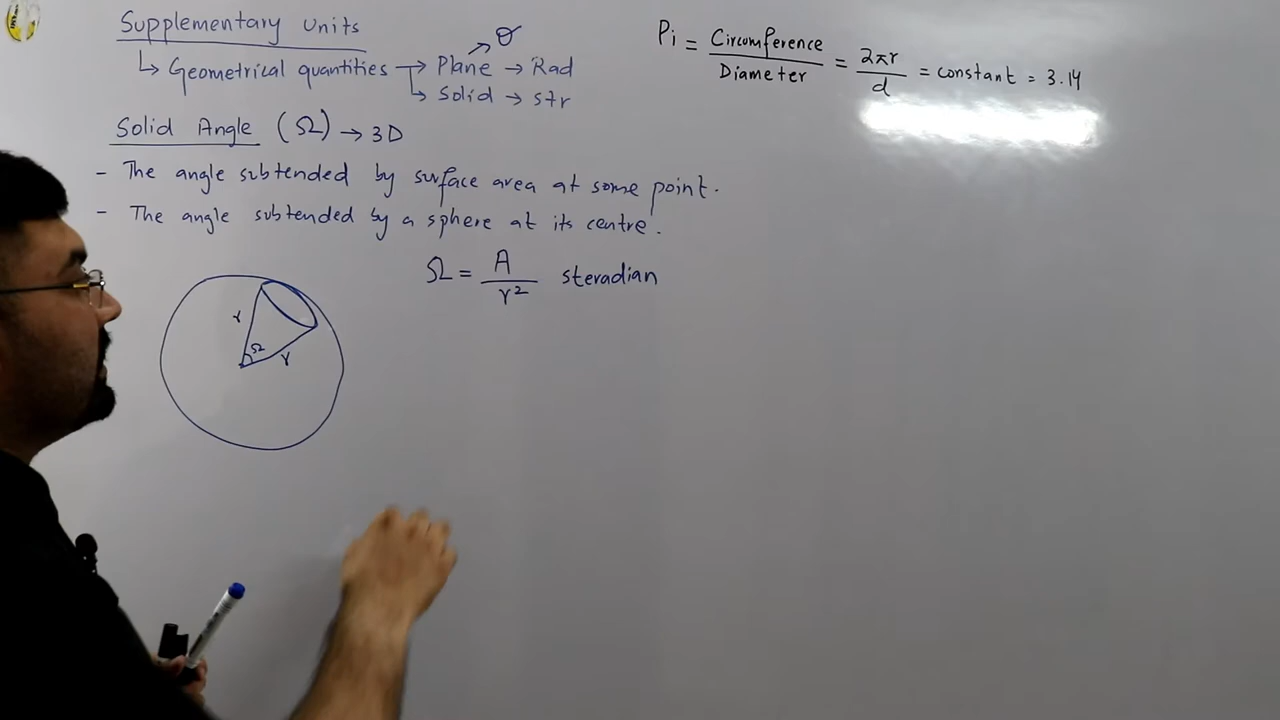 Supplementary Units
↳ Geometrical quantities → Plane → Rad
θ
↳ Solid → str
Solid Angle (Ω) → 3D
- The angle subtended by surface area at some point.
- The angle subtended by a sphere at its centre.
Ω = A / r² steradian
r
Ω
r
Pi = Circumference / Diameter = 2πr / d = constant = 3.14